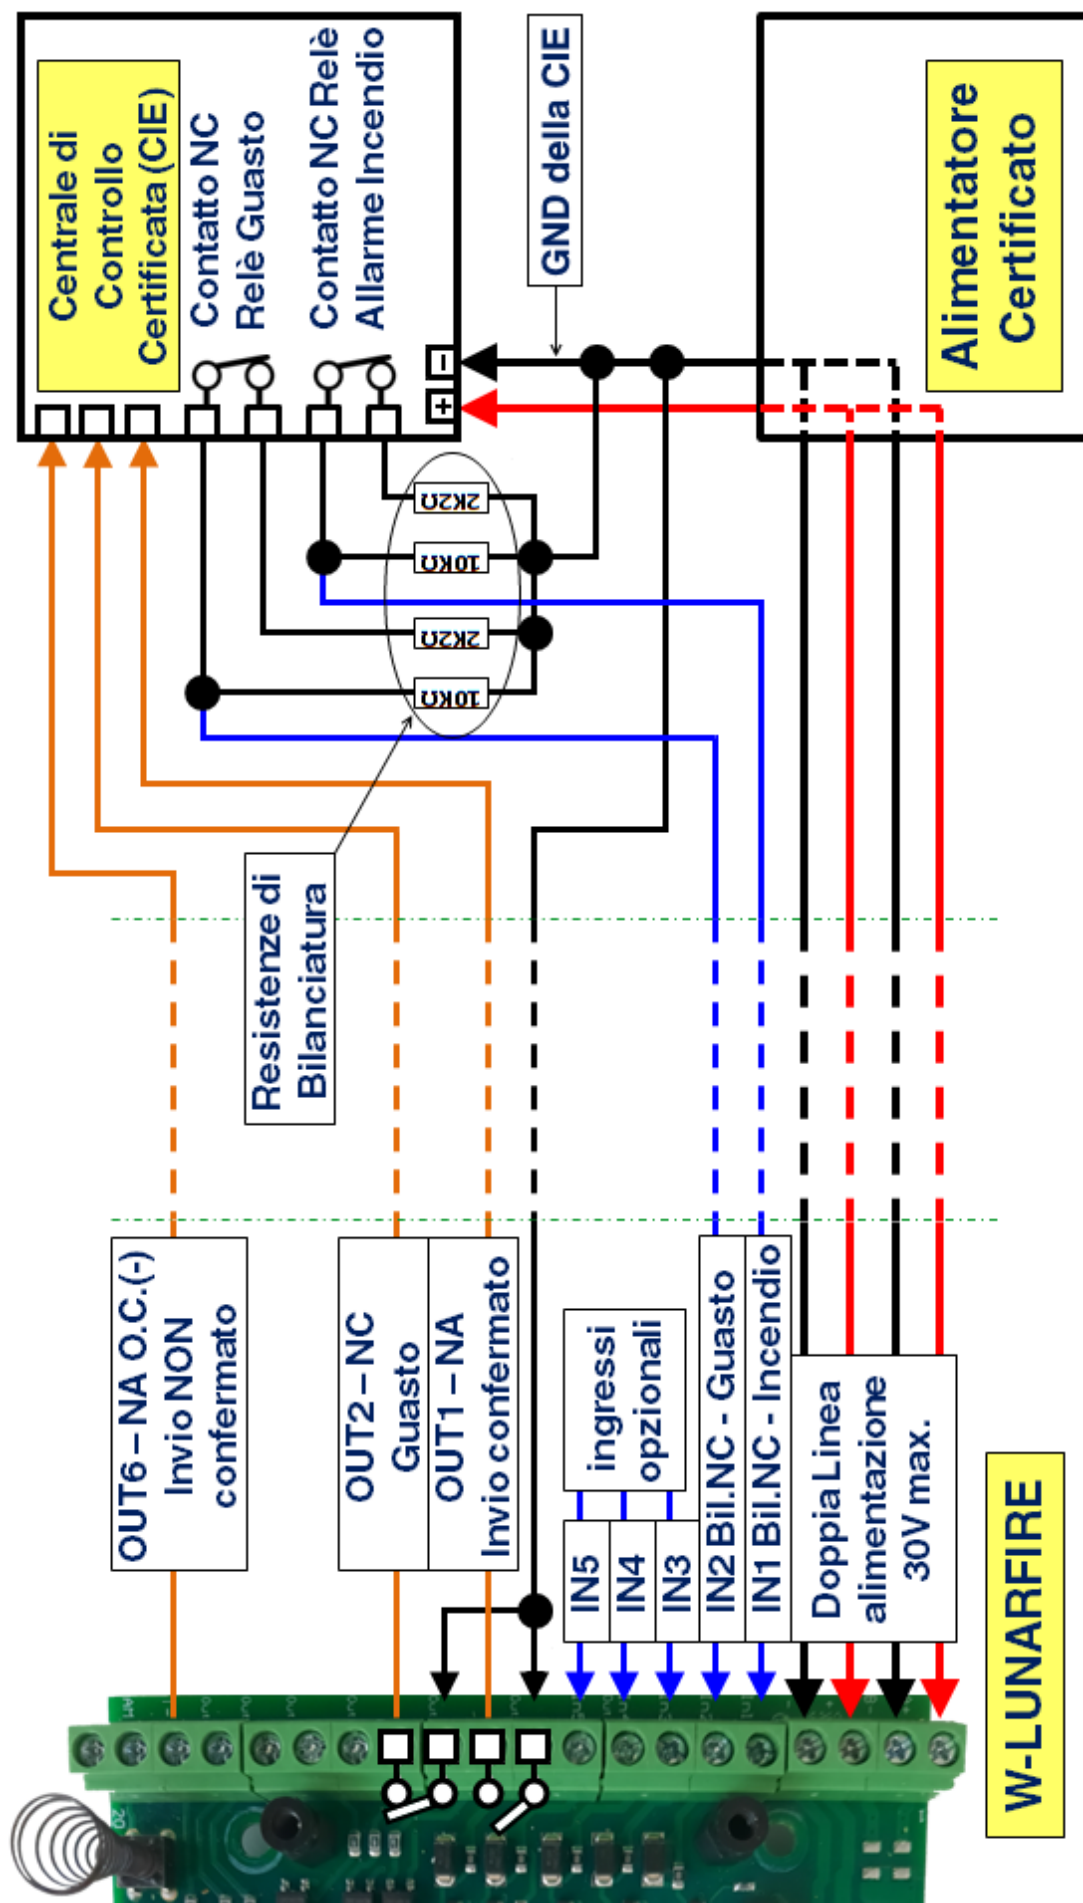 Centrale di
Controllo
Certificata (CIE)
Contatto NC
Relè Guasto
Contatto NC Relè
Allarme Incendio
+
−
GND della CIE
Alimentatore
Certificato
2K2Ω
10KΩ
2K2Ω
10KΩ
Resistenze di
Bilanciatura
OUT6 – NA O.C.(-)
Invio NON
confermato
OUT2 – NC
Guasto
OUT1 – NA
Invio confermato
ingressi
opzionali
IN5
IN4
IN3
IN2 Bil.NC - Guasto
IN1 Bil.NC - Incendio
Doppia Linea
alimentazione
30V max.
W-LUNARFIRE